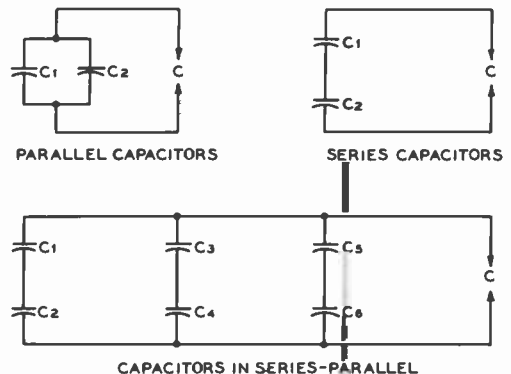 C1
C2
C
PARALLEL CAPACITORS
C1
C2
C
SERIES CAPACITORS
C1
C3
C5
C
C2
C4
C6
CAPACITORS IN SERIES-PARALLEL